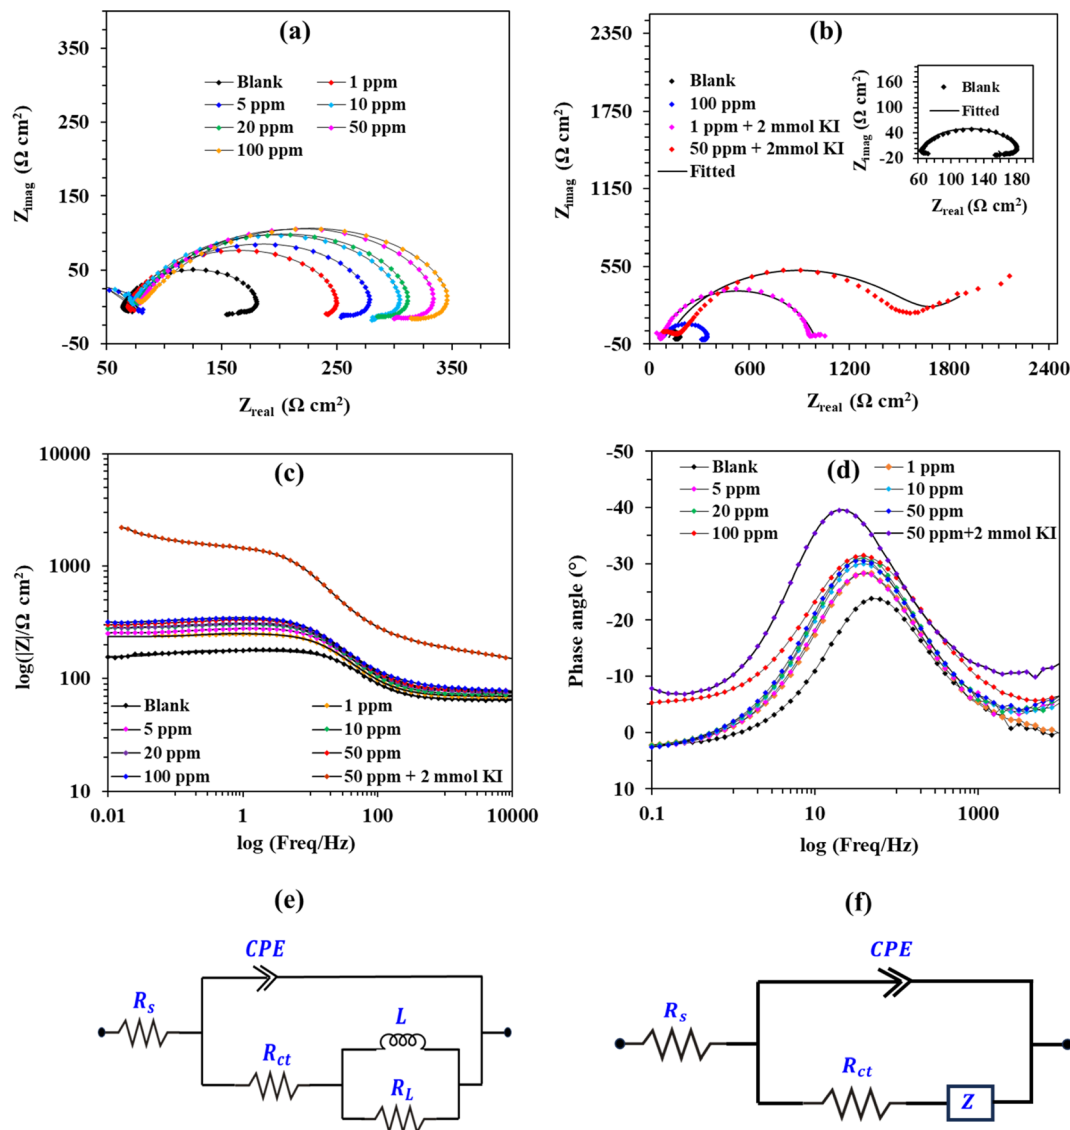 (a)
Blank
1 ppm
5 ppm
10 ppm
20 ppm
50 ppm
100 ppm
350
250
150
50
-50
50
150
250
350
Zimag (Ω cm2)
Zreal (Ω cm2)
(b)
Blank
100 ppm
1 ppm + 2 mmol KI
50 ppm + 2mmol KI
Fitted
2350
1750
1150
550
-50
0
600
1200
1800
2400
Zimag (Ω cm2)
Zreal (Ω cm2)
Blank
Fitted
160
100
40
-20
60
100
140
180
Zimag (Ω cm2)
Zreal (Ω cm2)
(c)
10000
1000
100
10
0.01
1
100
10000
log(|Z|/Ω cm2)
log (Freq/Hz)
Blank
1 ppm
5 ppm
10 ppm
20 ppm
50 ppm
100 ppm
50 ppm + 2 mmol KI
(d)
Blank
1 ppm
5 ppm
10 ppm
20 ppm
50 ppm
100 ppm
50 ppm+2 mmol KI
-50
-40
-30
-20
-10
0
10
0.1
10
1000
Phase angle (°)
log (Freq/Hz)
(e)
CPE
Rs
L
Rct
RL
(f)
CPE
Rs
Rct
Z